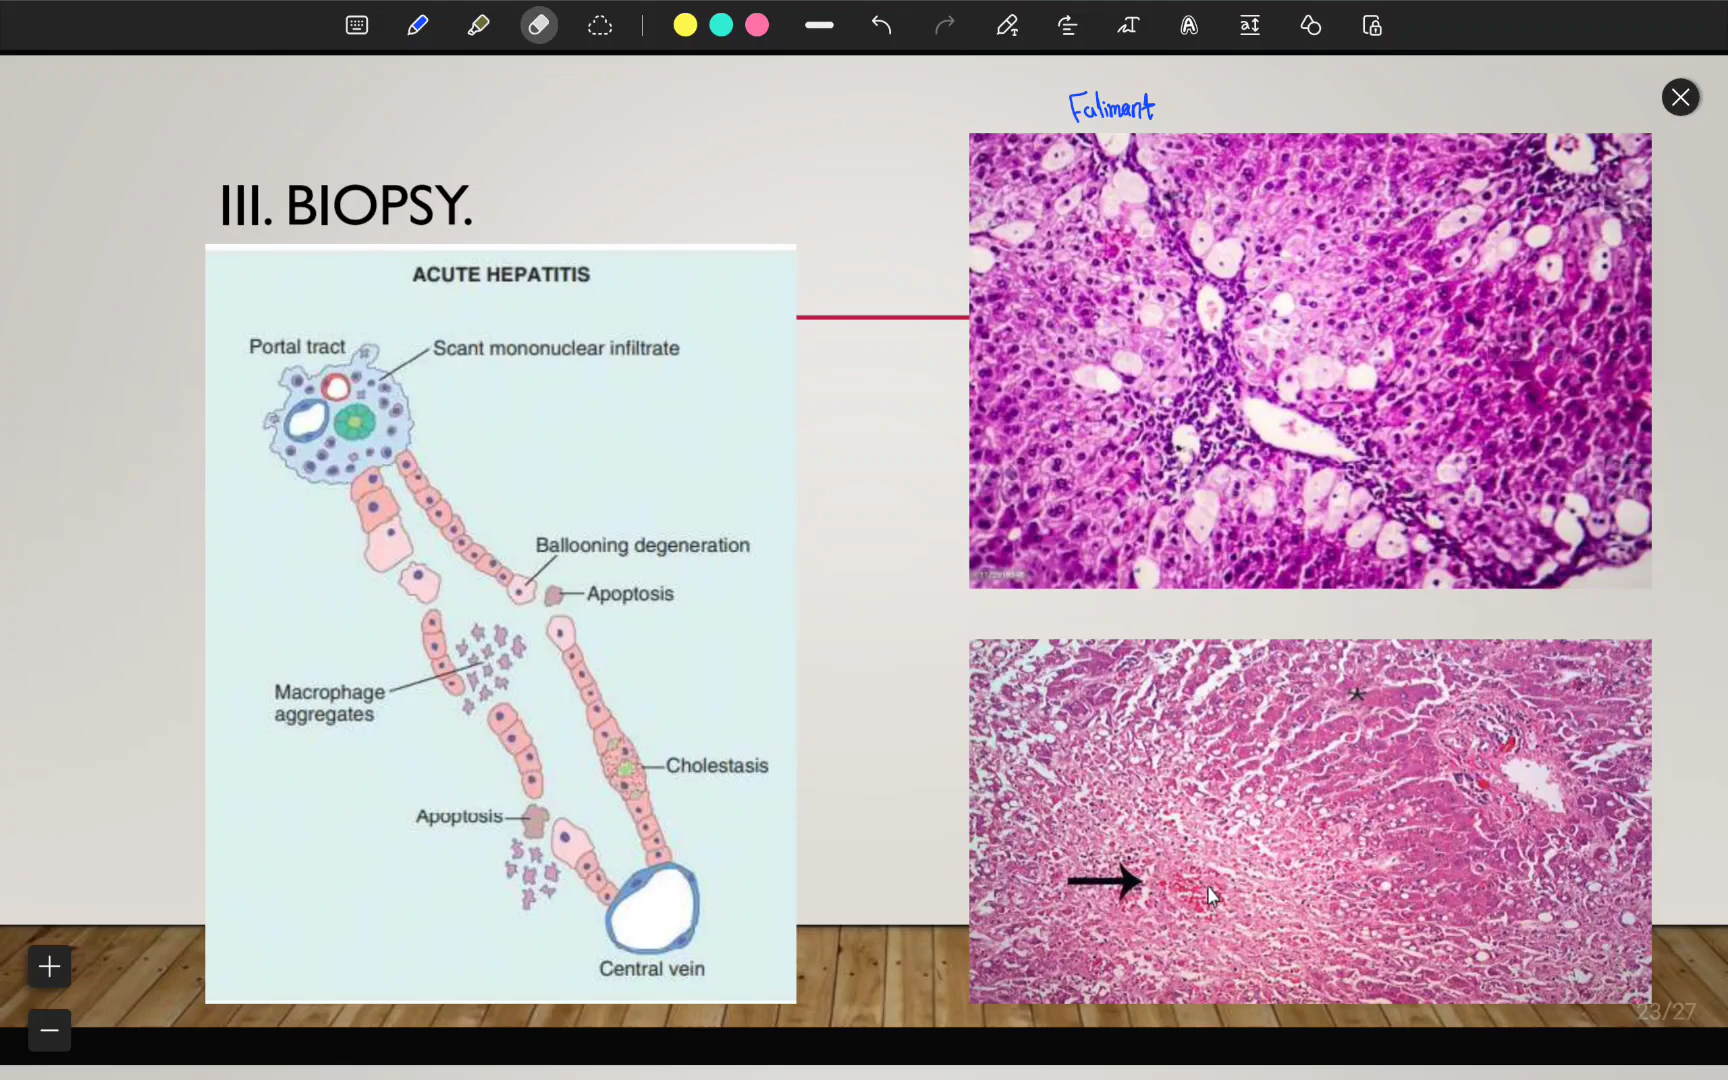 Fulimant
III. BIOPSY.
ACUTE HEPATITIS
Portal tract
Scant mononuclear infiltrate
Ballooning degeneration
Apoptosis
Macrophage
aggregates
Cholestasis
Apoptosis
Central vein
*
23/27